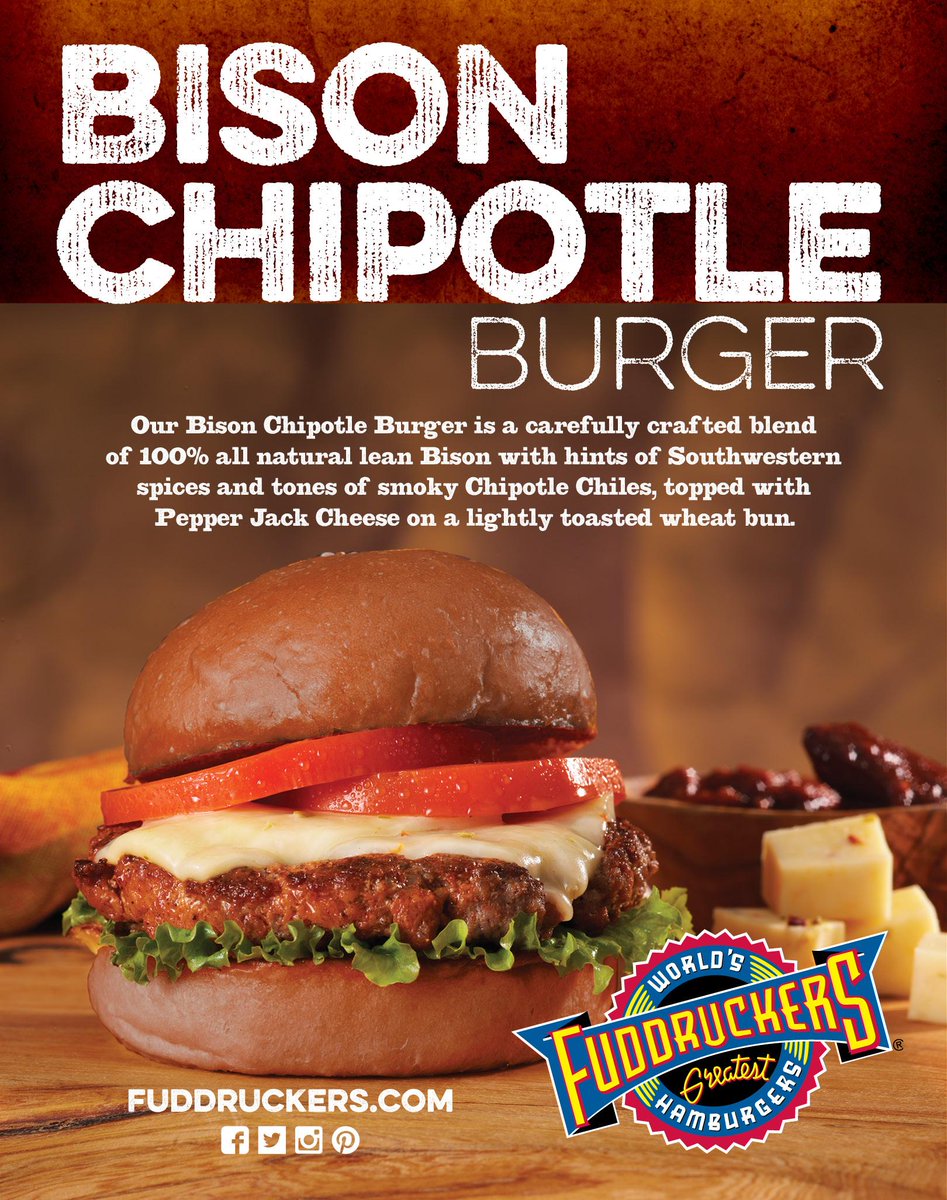 BISON
CHIPOTLE
BURGER
Our Bison Chipotle Burger is a carefully crafted blend
of 100% all natural lean Bison with hints of Southwestern
spices and tones of smoky Chipotle Chiles, topped with
Pepper Jack Cheese on a lightly toasted wheat bun.
WORLD'S
FUDDRUCKERS®
Greatest
HAMBURGERS
FUDDRUCKERS.COM